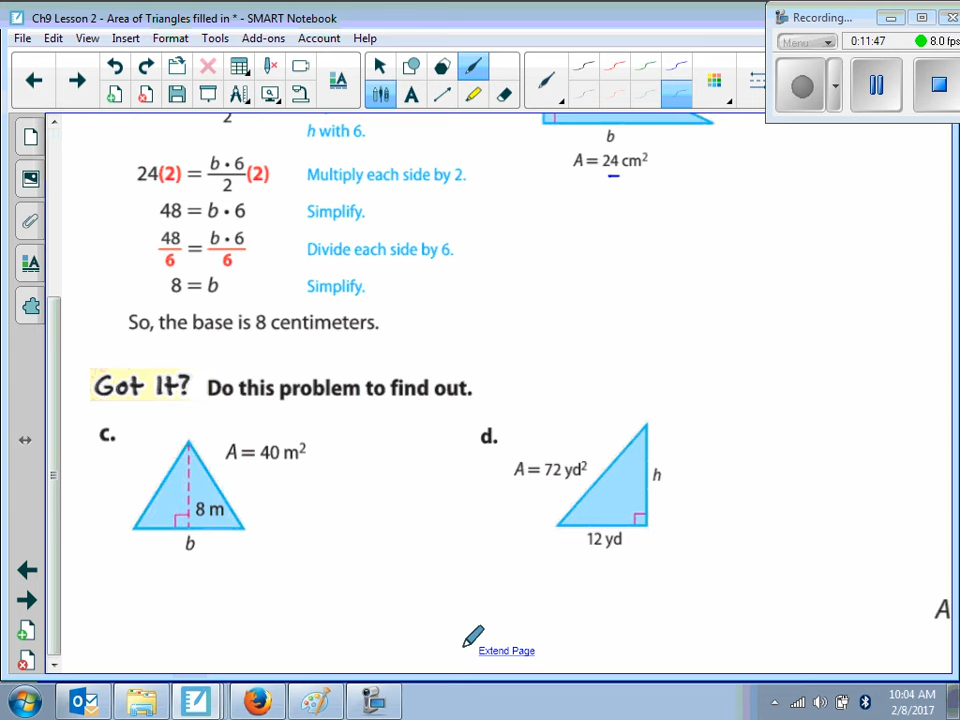 Ch9 Lesson 2 - Area of Triangles filled in * - SMART Notebook
Recording...
File Edit View Insert Format Tools Add-ons Account Help
Menu
0:11:47
8.0 fps
2
h with 6.
b
A = 24 cm²
24(2) = b • 6/2 (2)
Multiply each side by 2.
48 = b • 6
Simplify.
48/6 = b • 6/6
Divide each side by 6.
8 = b
Simplify.
So, the base is 8 centimeters.
Got It? Do this problem to find out.
c.
A = 40 m²
8 m
b
d.
A = 72 yd²
h
12 yd
A
Extend Page
10:04 AM
2/8/2017